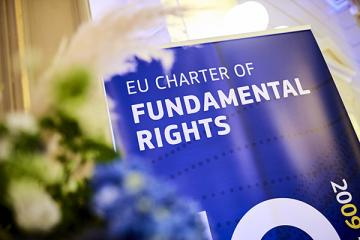 EU CHARTER OF
FUNDAMENTAL
RIGHTS
2009